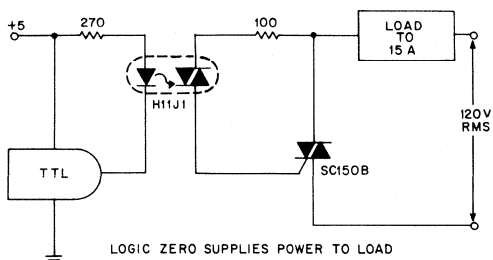 +5
270
100
LOAD
TO
15 A
H11J1
120V
RMS
TTL
SC150B
LOGIC ZERO SUPPLIES POWER TO LOAD